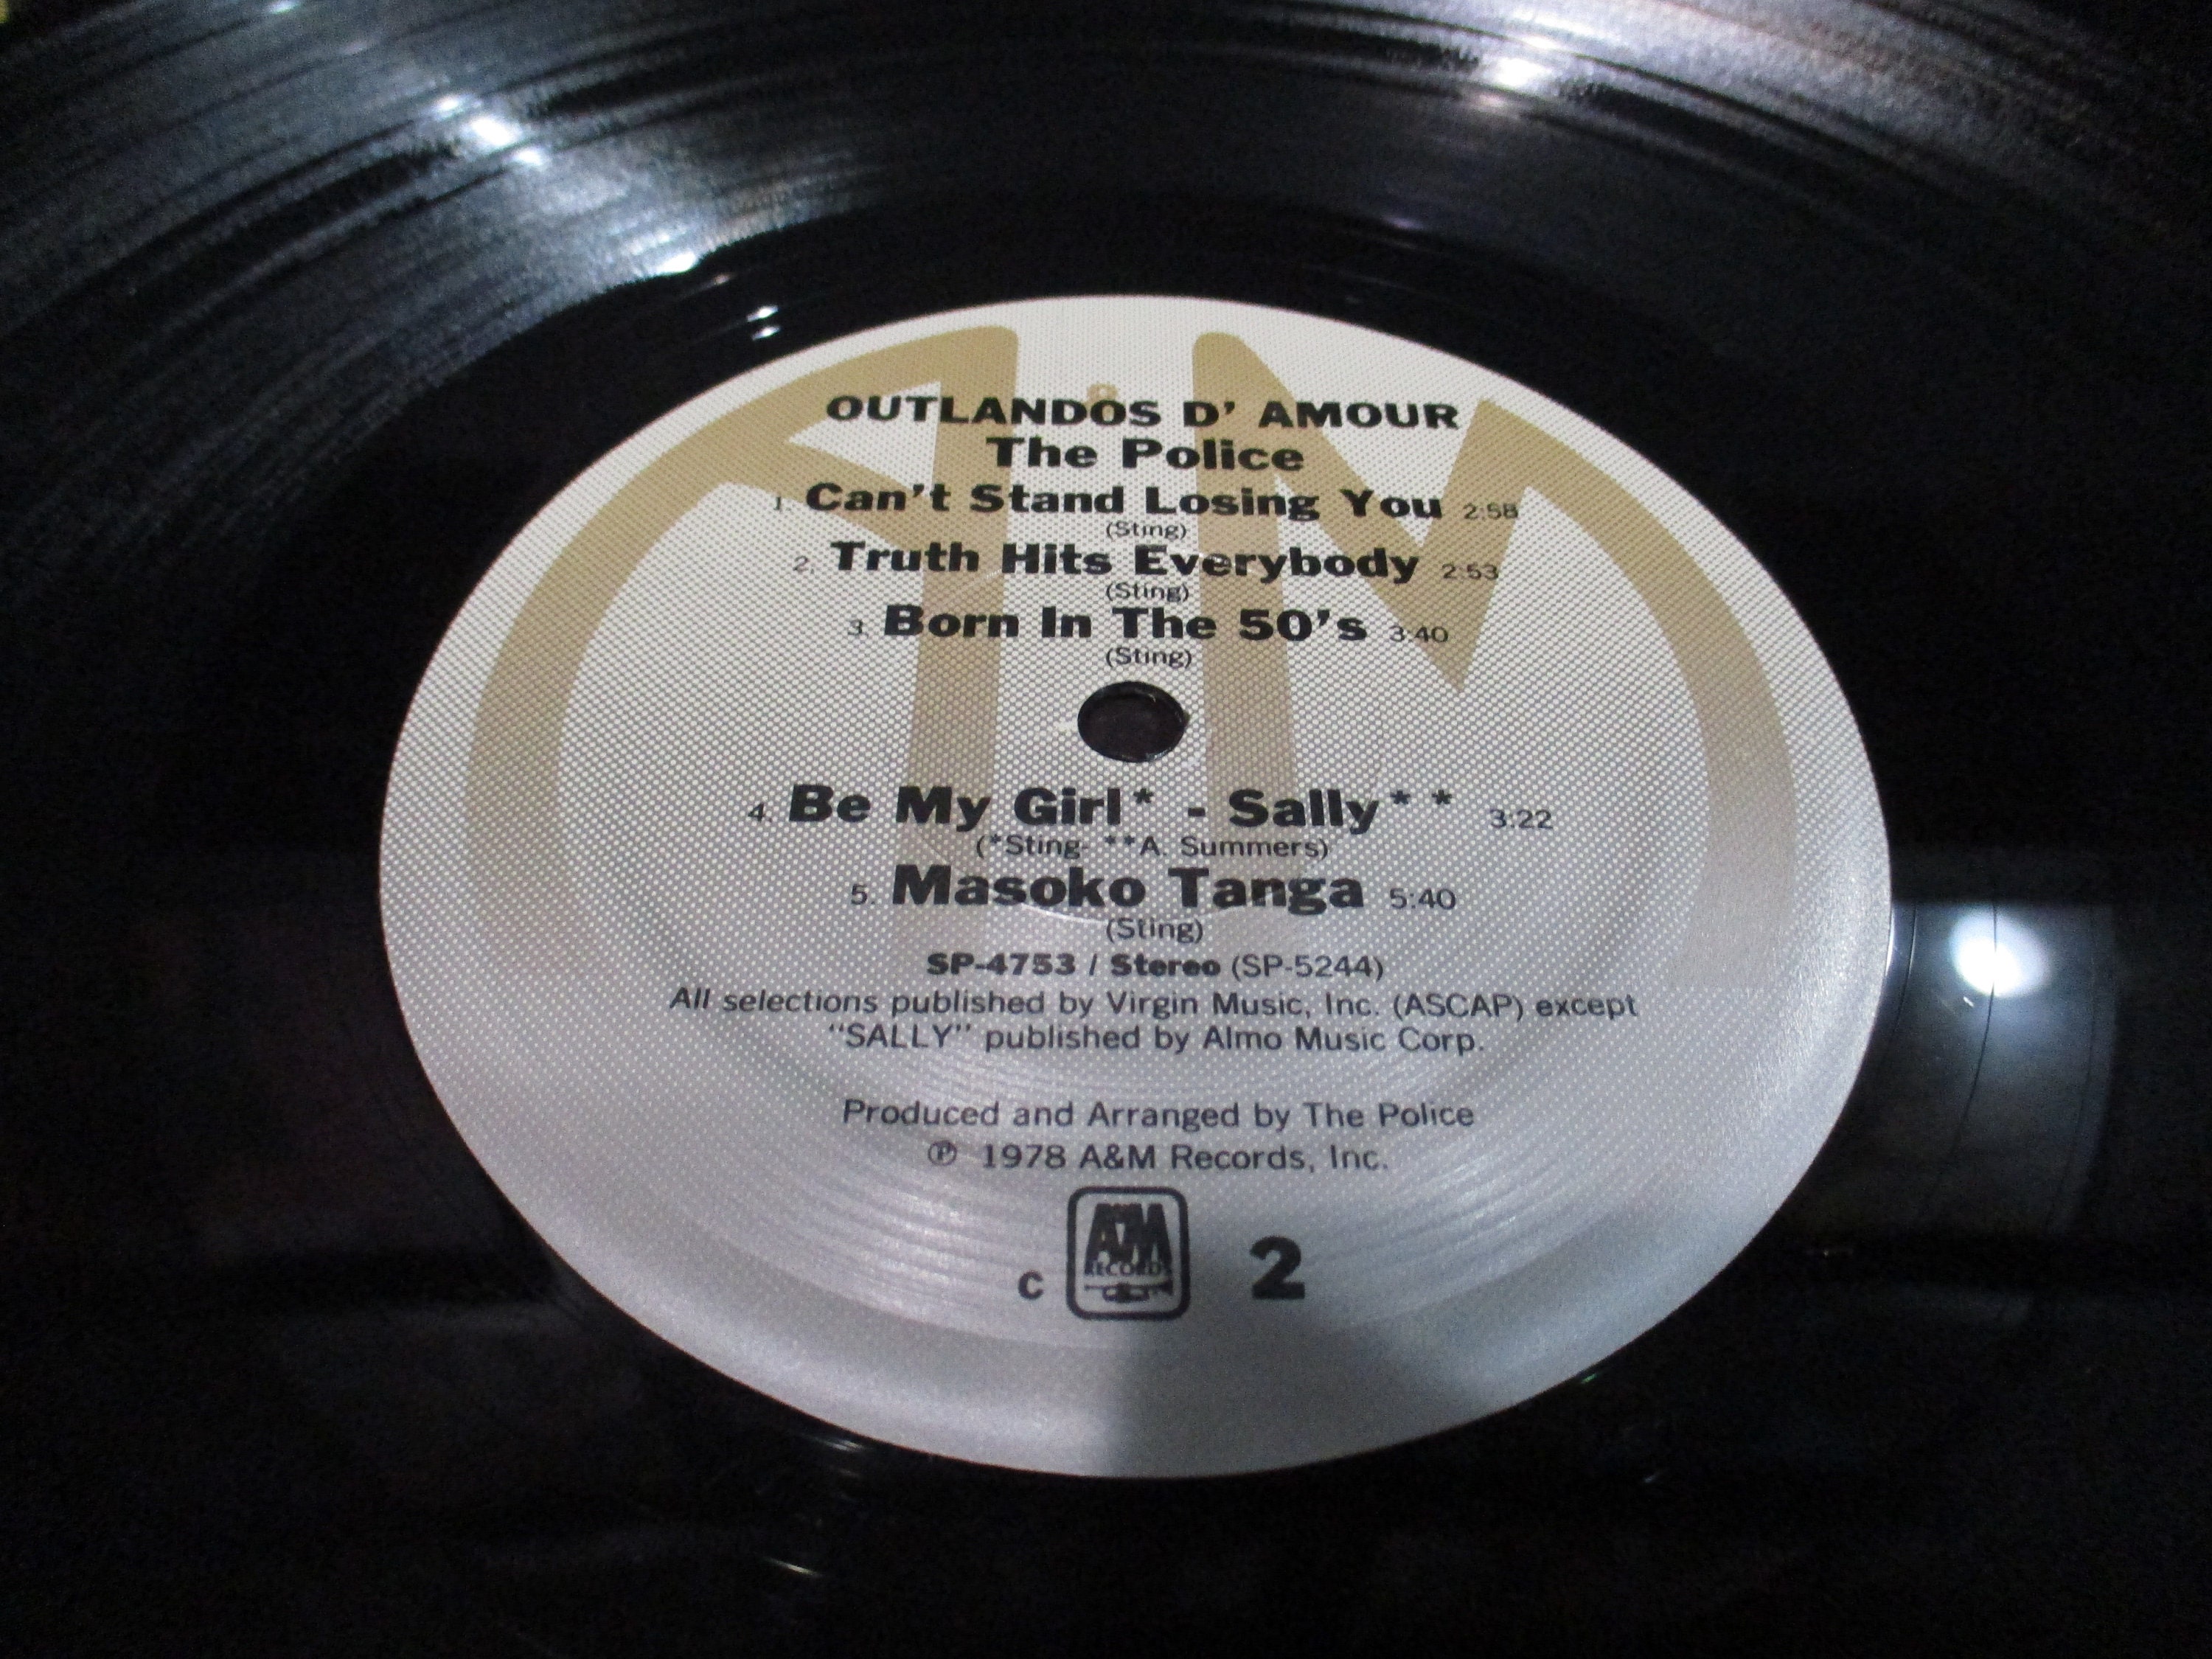 OUTLANDOS D' AMOUR
The Police
1. Can't Stand Losing You 2:58
(Sting)
2. Truth Hits Everybody 2:53
(Sting)
3. Born In The 50's 3:40
(Sting)
4. Be My Girl* - Sally** 3:22
(*Sting- **A. Summers)
5. Masoko Tanga 5:40
(Sting)
SP-4753 / Stereo (SP-5244)
All selections published by Virgin Music, Inc. (ASCAP) except
"SALLY" published by Almo Music Corp.
Produced and Arranged by The Police
℗ 1978 A&M Records, Inc.
C A&M RECORDS 2